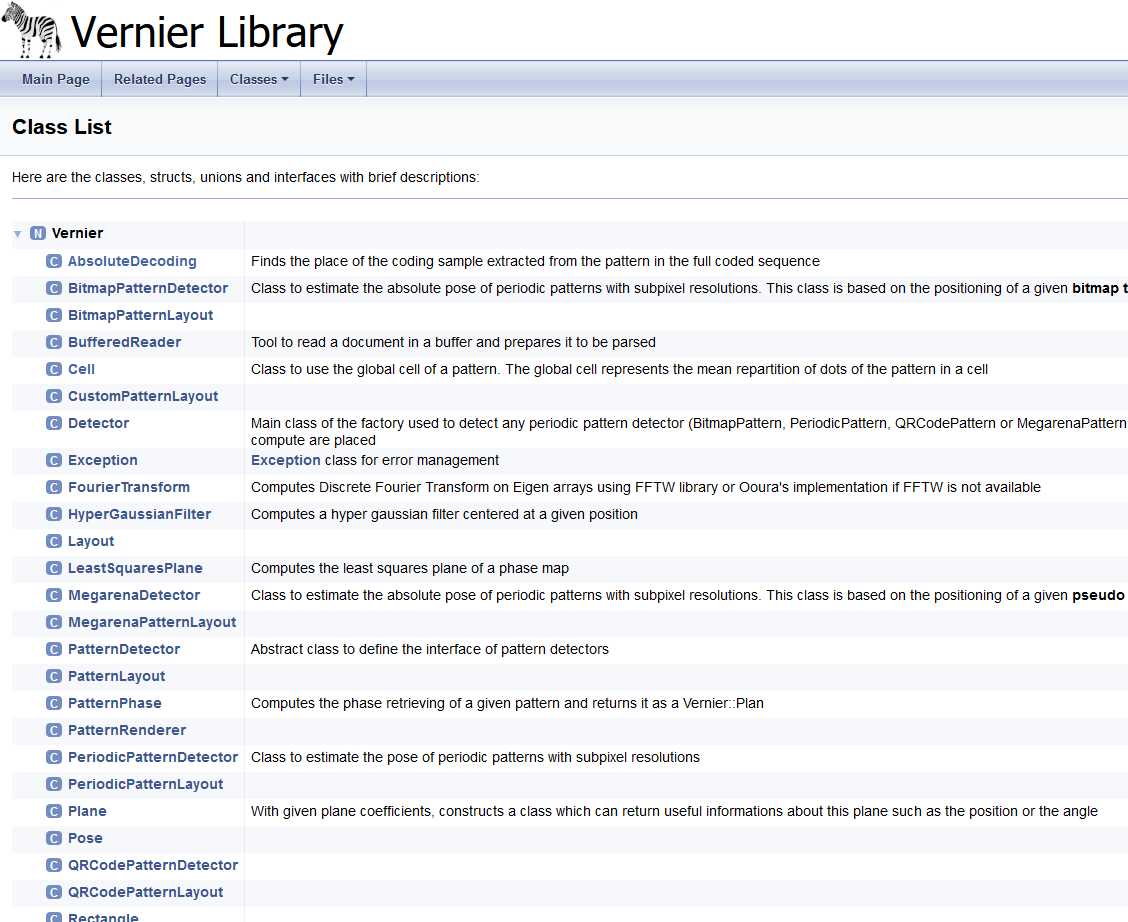 Vernier Library
Main Page Related Pages Classes Files
Class List
Here are the classes, structs, unions and interfaces with brief descriptions:
N Vernier
C AbsoluteDecoding Finds the place of the coding sample extracted from the pattern in the full coded sequence
C BitmapPatternDetector Class to estimate the absolute pose of periodic patterns with subpixel resolutions. This class is based on the positioning of a given bitmap t
C BitmapPatternLayout
C BufferedReader Tool to read a document in a buffer and prepares it to be parsed
C Cell Class to use the global cell of a pattern. The global cell represents the mean repartition of dots of the pattern in a cell
C CustomPatternLayout
C Detector Main class of the factory used to detect any periodic pattern detector (BitmapPattern, PeriodicPattern, QRCodePattern or MegarenaPattern
compute are placed
C Exception Exception class for error management
C FourierTransform Computes Discrete Fourier Transform on Eigen arrays using FFTW library or Ooura's implementation if FFTW is not available
C HyperGaussianFilter Computes a hyper gaussian filter centered at a given position
C Layout
C LeastSquaresPlane Computes the least squares plane of a phase map
C MegarenaDetector Class to estimate the absolute pose of periodic patterns with subpixel resolutions. This class is based on the positioning of a given pseudo
C MegarenaPatternLayout
C PatternDetector Abstract class to define the interface of pattern detectors
C PatternLayout
C PatternPhase Computes the phase retrieving of a given pattern and returns it as a Vernier::Plan
C PatternRenderer
C PeriodicPatternDetector Class to estimate the pose of periodic patterns with subpixel resolutions
C PeriodicPatternLayout
C Plane With given plane coefficients, constructs a class which can return useful informations about this plane such as the position or the angle
C Pose
C QRCodePatternDetector
C QRCodePatternLayout
C Rectangle